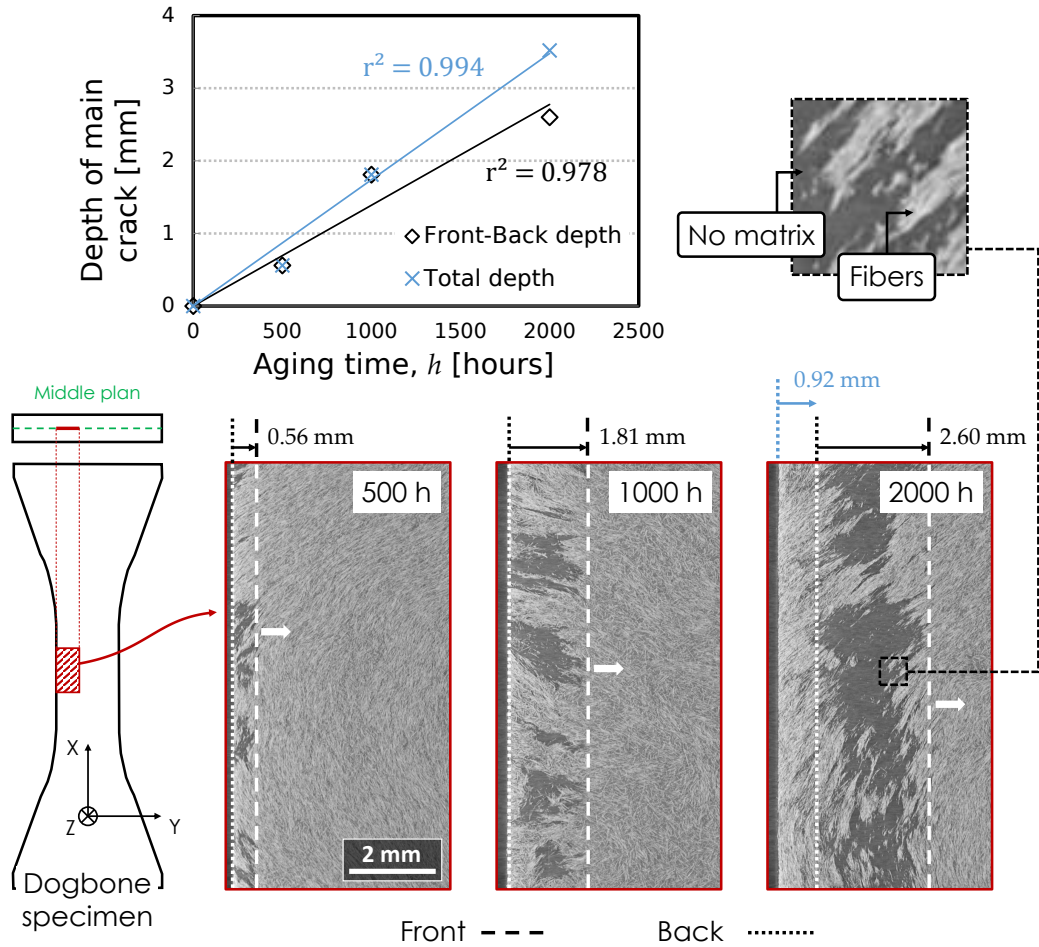 4
3
2
1
0
Depth of main
crack [mm]
r² = 0.994
r² = 0.978
Front-Back depth
Total depth
0
500
1000
1500
2000
2500
Aging time, h [hours]
No matrix
Fibers
Middle plan
0.56 mm
1.81 mm
0.92 mm
2.60 mm
500 h
1000 h
2000 h
X
Z
Y
2 mm
Dogbone
specimen
Front
Back